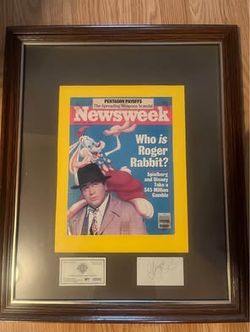 PENTAGON PAYOFFS
The Spreading Weapons Scandal
Newsweek
Who is
Roger
Rabbit?
Spielberg
and Disney
Take a
$45 Million
Gamble